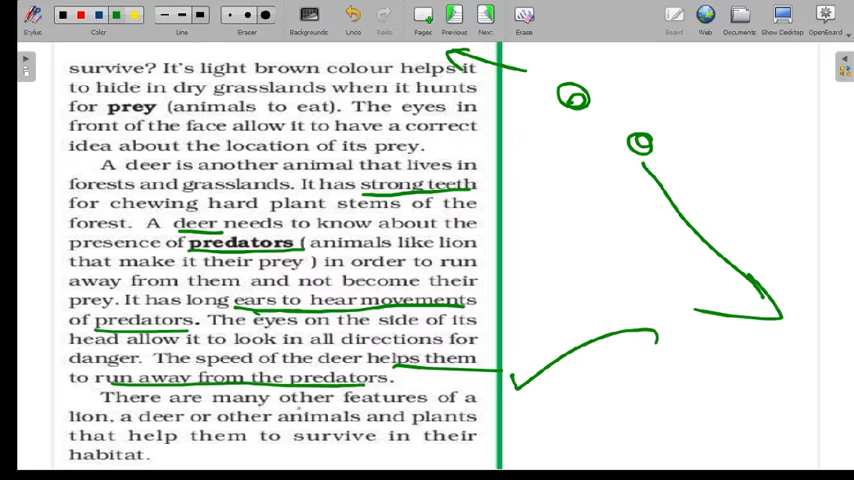 Stylus
Color
Eraser
Backgrounds
Undo
Redo
Pages
Previous
Next
Erase
Board
Web
Documents
Show Desktop
OpenBoard
survive? It's light brown colour helps it
to hide in dry grasslands when it hunts
for prey (animals to eat). The eyes in
front of the face allow it to have a correct
idea about the location of its prey.
A deer is another animal that lives in
forests and grasslands. It has strong teeth
for chewing hard plant stems of the
forest. A deer needs to know about the
presence of predators (animals like lion
that make it their prey ) in order to run
away from them and not become their
prey. It has long ears to hear movements
of predators. The eyes on the side of its
head allow it to look in all directions for
danger. The speed of the deer helps them
to run away from the predators.
There are many other features of a
lion, a deer or other animals and plants
that help them to survive in their
habitat.